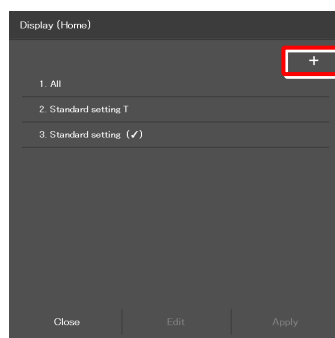 Display (Home)
+
1. All
2. Standard setting T
3. Standard setting (✓)
Close Edit Apply